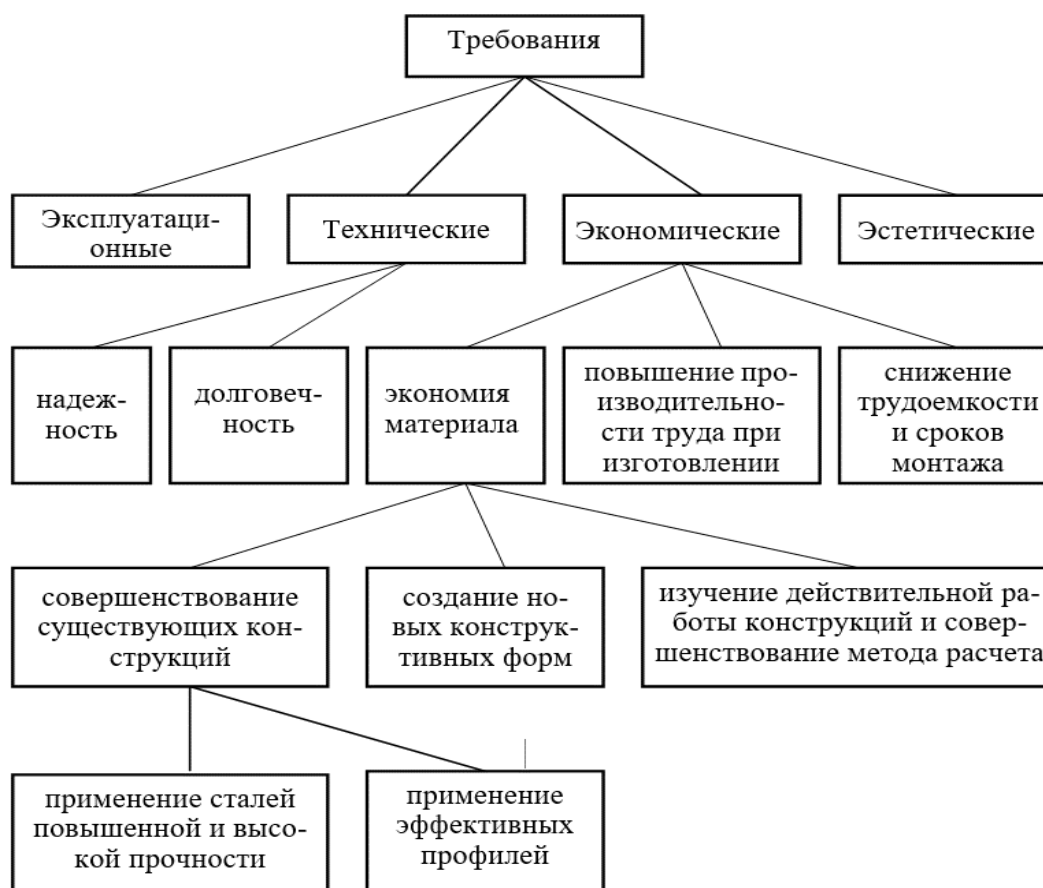 Требования
Эксплуатаци-
онные
Технические
Экономические
Эстетические
надеж-
ность
долговеч-
ность
экономия
материала
повышение про-
изводительно-
сти труда при
изготовлении
снижение
трудоемкости
и сроков
монтажа
совершенствование
существующих кон-
струкций
создание но-
вых конструк-
тивных форм
изучение действительной ра-
боты конструкций и совер-
шенствование метода расчета
применение сталей
повышенной и высо-
кой прочности
применение
эффективных
профилей